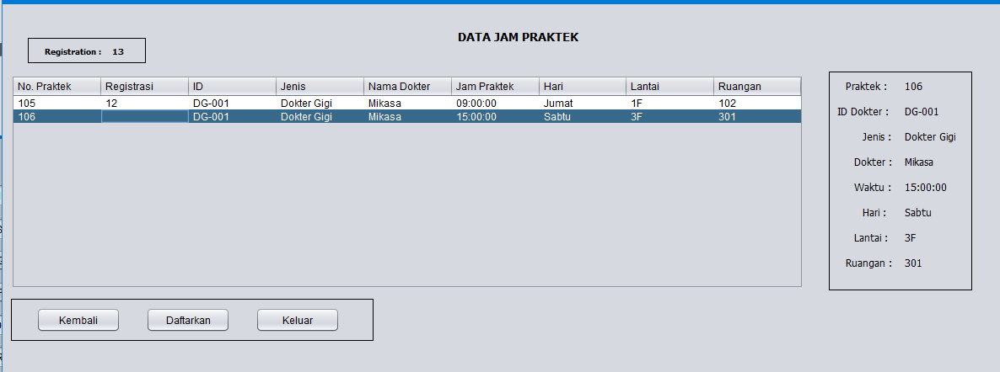 DATA JAM PRAKTEK
Registration : 13
No. Praktek Registrasi ID Jenis Nama Dokter Jam Praktek Hari Lantai Ruangan
105 12 DG-001 Dokter Gigi Mikasa 09:00:00 Jumat 1F 102
106 DG-001 Dokter Gigi Mikasa 15:00:00 Sabtu 3F 301
Praktek : 106
ID Dokter : DG-001
Jenis : Dokter Gigi
Dokter : Mikasa
Waktu : 15:00:00
Hari : Sabtu
Lantai : 3F
Ruangan : 301
Kembali Daftarkan Keluar